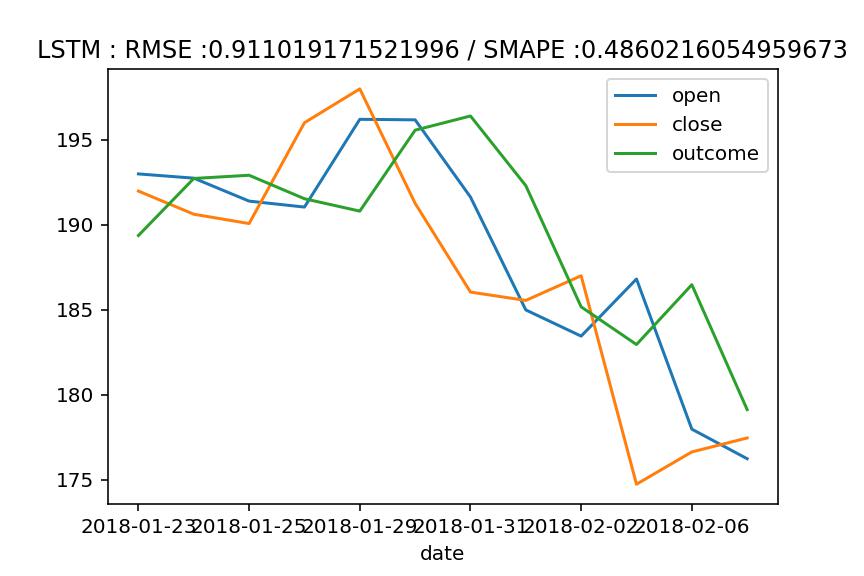 LSTM : RMSE :0.911019171521996 / SMAPE :0.4860216054959673
open
close
outcome
195
190
185
180
175
2018-01-23 2018-01-25 2018-01-29 2018-01-31 2018-02-02 2018-02-06
date